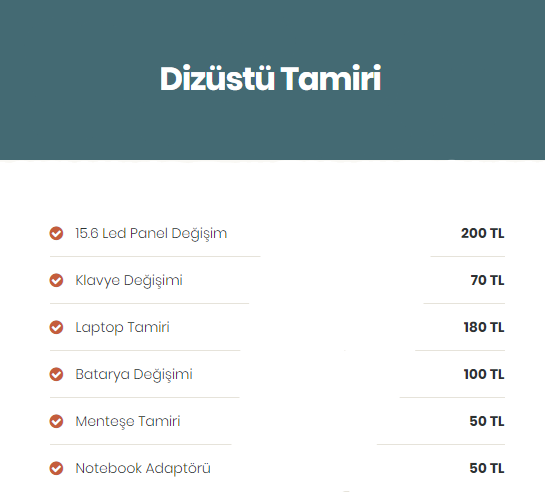 Dizüstü Tamiri
15.6 Led Panel Değişim 200 TL
Klavye Değişimi 70 TL
Laptop Tamiri 180 TL
Batarya Değişimi 100 TL
Menteşe Tamiri 50 TL
Notebook Adaptörü 50 TL